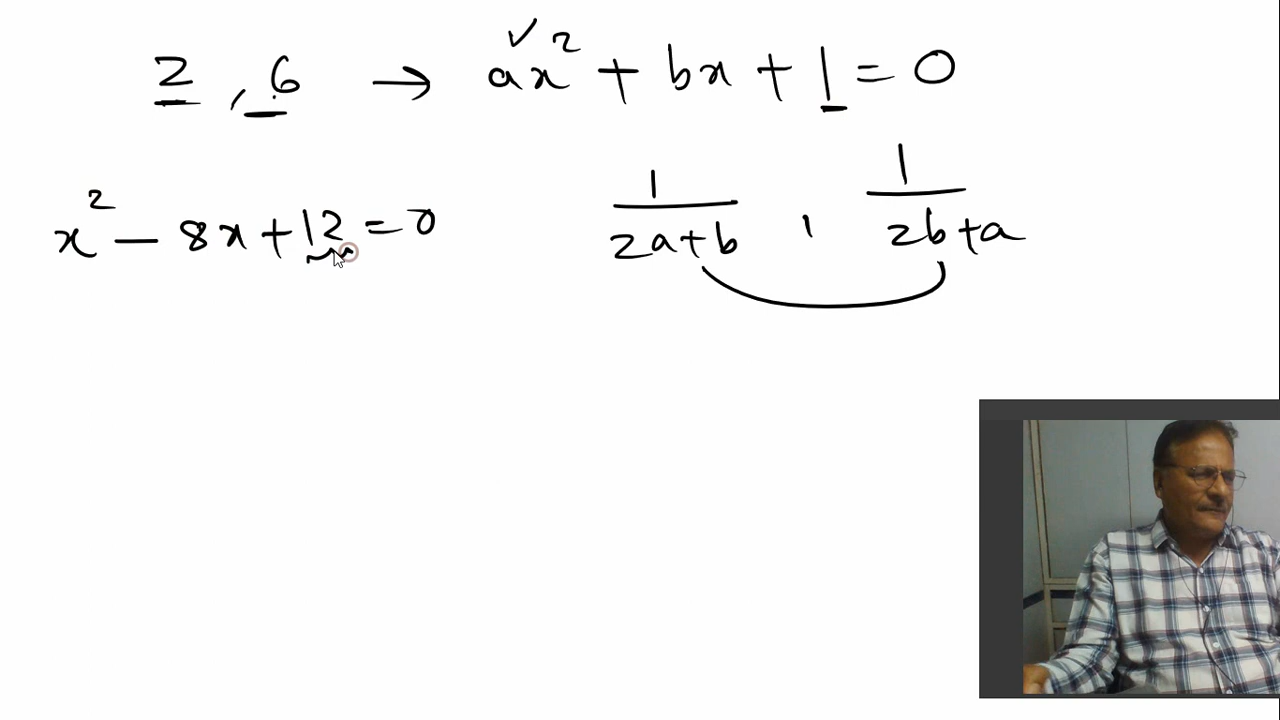 2 , 6 → ax² + bx + 1 = 0
x² - 8x + 12 = 0
1/(2a+b) , 1/(2b+a)